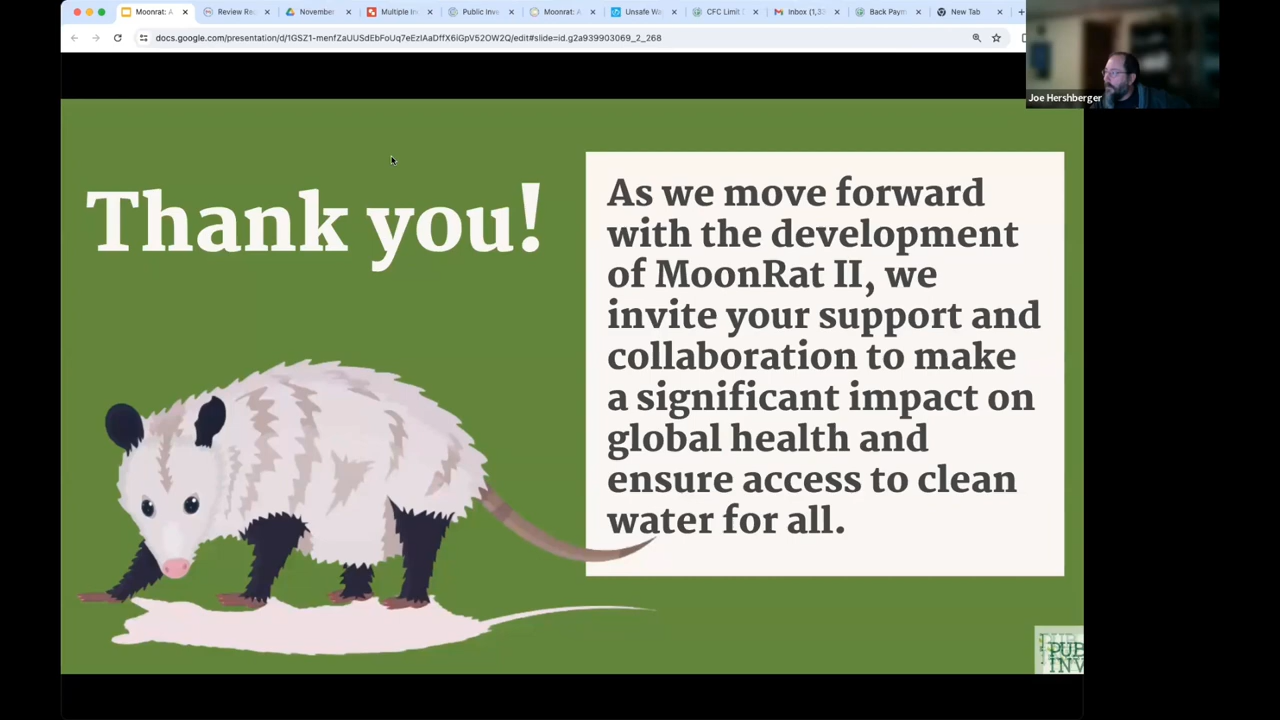 Moonrat: A
Review Re
November
Multiple In
Public Inve
Moonrat: A
Unsafe Wa
CFC Limit C
Inbox (1,33
Back Paym
New Tab
docs.google.com/presentation/d/1GSZ1-menfZaUUSdEbFoUq7eEzIAaDffX6iGpV52OW2Q/edit#slide=id.g2a939903069_2_268
Joe Hershberger
Thank you!
As we move forward
with the development
of MoonRat II, we
invite your support and
collaboration to make
a significant impact on
global health and
ensure access to clean
water for all.
PUB
INV